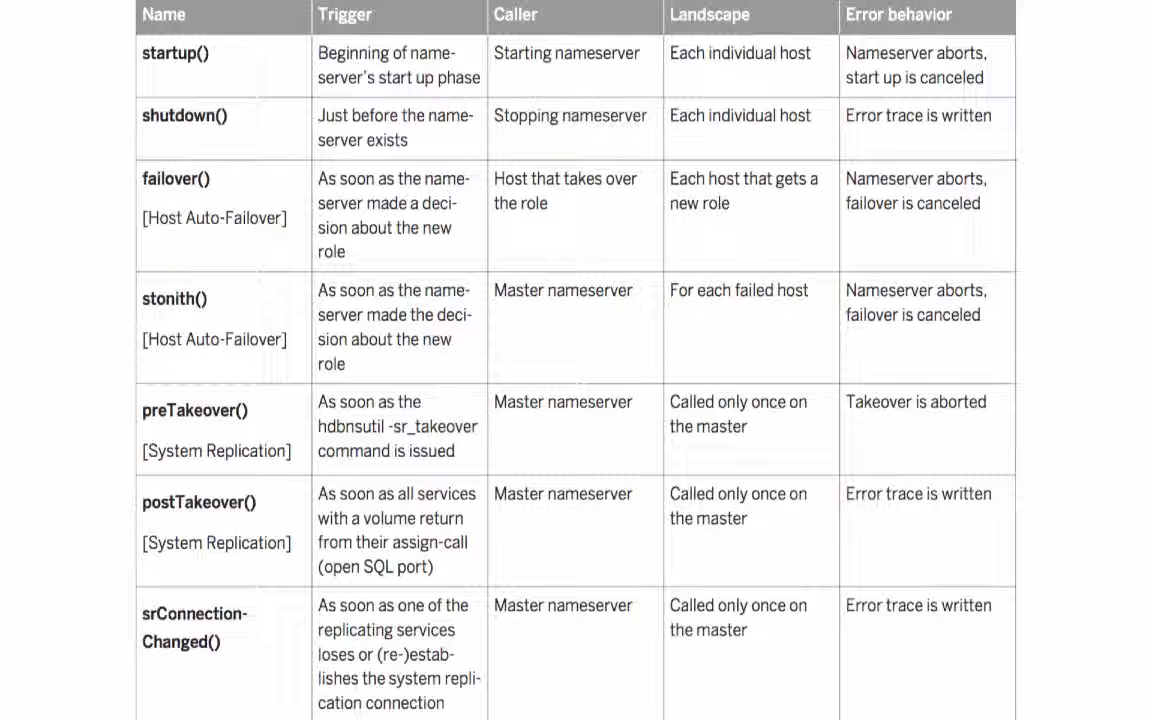 Name Trigger Caller Landscape Error behavior
startup() Beginning of name- Starting nameserver Each individual host Nameserver aborts,
server's start up phase start up is canceled
shutdown() Just before the name- Stopping nameserver Each individual host Error trace is written
server exists
failover() As soon as the name- Host that takes over Each host that gets a Nameserver aborts,
server made a deci- the role new role failover is canceled
[Host Auto-Failover] sion about the new
role
stonith() As soon as the name- Master nameserver For each failed host Nameserver aborts,
server made the deci- failover is canceled
[Host Auto-Failover] sion about the new
role
preTakeover() As soon as the Master nameserver Called only once on Takeover is aborted
hdbnsutil -sr_takeover the master
[System Replication] command is issued
postTakeover() As soon as all services Master nameserver Called only once on Error trace is written
with a volume return the master
[System Replication] from their assign-call
(open SQL port)
srConnection- As soon as one of the Master nameserver Called only once on Error trace is written
Changed() replicating services the master
loses or (re-)estab-
lishes the system repli-
cation connection